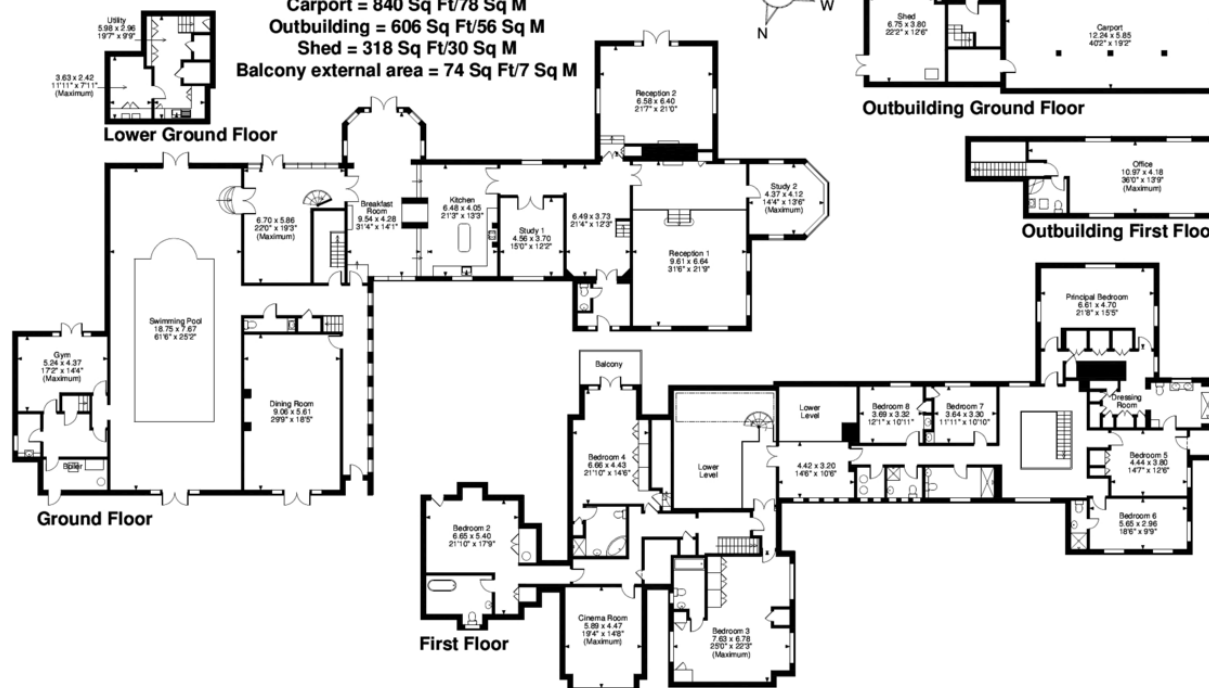 Carport = 840 Sq Ft/78 Sq M
Outbuilding = 606 Sq Ft/56 Sq M
Shed = 318 Sq Ft/30 Sq M
Balcony external area = 74 Sq Ft/7 Sq M
W
N
Utility
5.98 x 2.96
19'7" x 9'9"
3.63 x 2.42
11'11" x 7'11"
(Maximum)
Lower Ground Floor
Shed
6.75 x 3.80
22'2" x 12'6"
Carport
12.24 x 5.85
40'2" x 19'2"
Outbuilding Ground Floor
Office
10.97 x 4.18
36'0" x 13'9"
(Maximum)
Outbuilding First Floo
Reception 2
6.58 x 6.40
21'7" x 21'0"
6.70 x 5.86
22'0" x 19'3"
(Maximum)
Breakfast
Room
9.54 x 4.28
31'4" x 14'1"
Kitchen
6.48 x 4.05
21'3" x 13'3"
Study 1
4.56 x 3.70
15'0" x 12'2"
6.49 x 3.73
21'4" x 12'3"
Study 2
4.37 x 4.12
14'4" x 13'6"
(Maximum)
Reception 1
9.61 x 6.64
31'6" x 21'9"
Swimming Pool
18.75 x 7.67
61'6" x 25'2"
Gym
5.24 x 4.37
17'2" x 14'4"
(Maximum)
Dining Room
9.06 x 5.61
29'9" x 18'5"
Boiler
Ground Floor
Balcony
Principal Bedroom
6.61 x 4.70
21'8" x 15'5"
Dressing
Room
Lower
Level
Bedroom 8
3.69 x 3.32
12'1" x 10'11"
Bedroom 7
3.64 x 3.30
11'11" x 10'10"
Bedroom 4
6.66 x 4.43
21'10" x 14'6"
Lower
Level
4.42 x 3.20
14'6" x 10'6"
Bedroom 5
4.44 x 3.80
14'7" x 12'6"
Bedroom 6
5.65 x 2.96
18'6" x 9'9"
Bedroom 2
6.65 x 5.40
21'10" x 17'9"
Cinema Room
5.89 x 4.47
19'4" x 14'8"
(Maximum)
Bedroom 3
7.63 x 6.78
25'0" x 22'3"
(Maximum)
First Floor